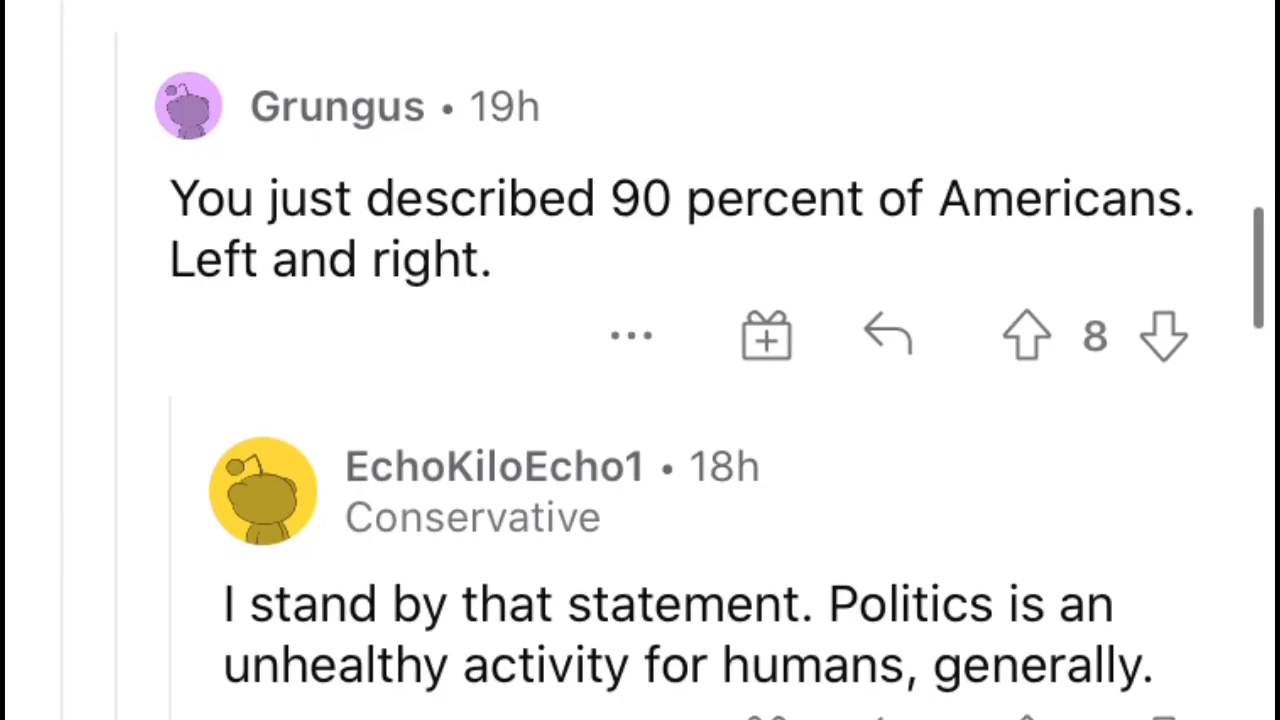 Grungus • 19h
You just described 90 percent of Americans.
Left and right.
8
EchoKiloEcho1 • 18h
Conservative
I stand by that statement. Politics is an
unhealthy activity for humans, generally.